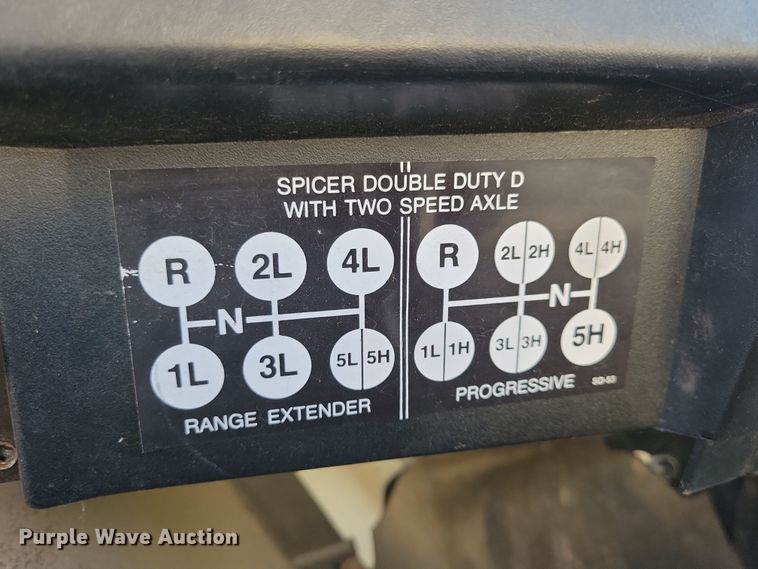 SPICER DOUBLE DUTY D
WITH TWO SPEED AXLE
R 2L 4L
N
1L 3L 5L 5H
RANGE EXTENDER
R 2L 2H 4L 4H
N
1L 1H 3L 3H 5H
PROGRESSIVE SD-53
Purple Wave Auction